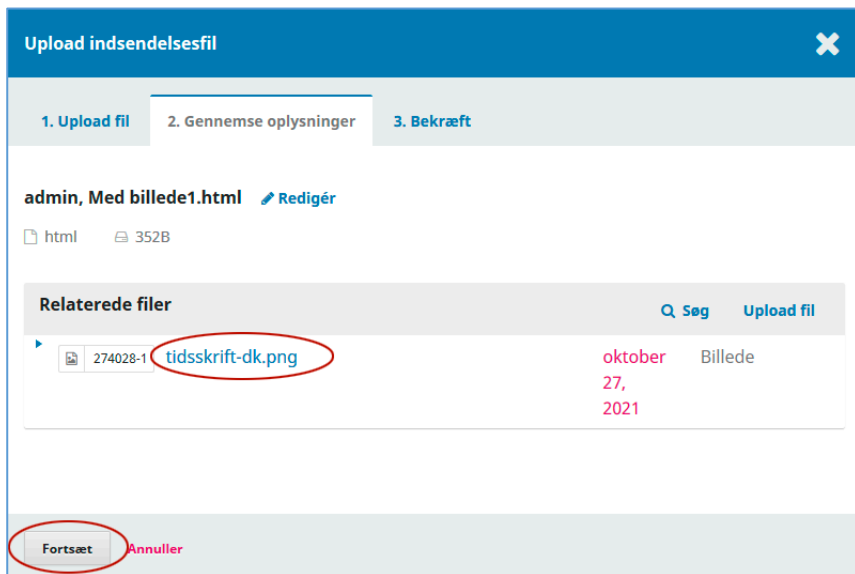 Upload indsendelsesfil
1. Upload fil 2. Gennemse oplysninger 3. Bekræft
admin, Med billede1.html Redigér
html 352B
Relaterede filer Søg Upload fil
274028-1 tidsskrift-dk.png oktober Billede
27,
2021
Fortsæt Annuller